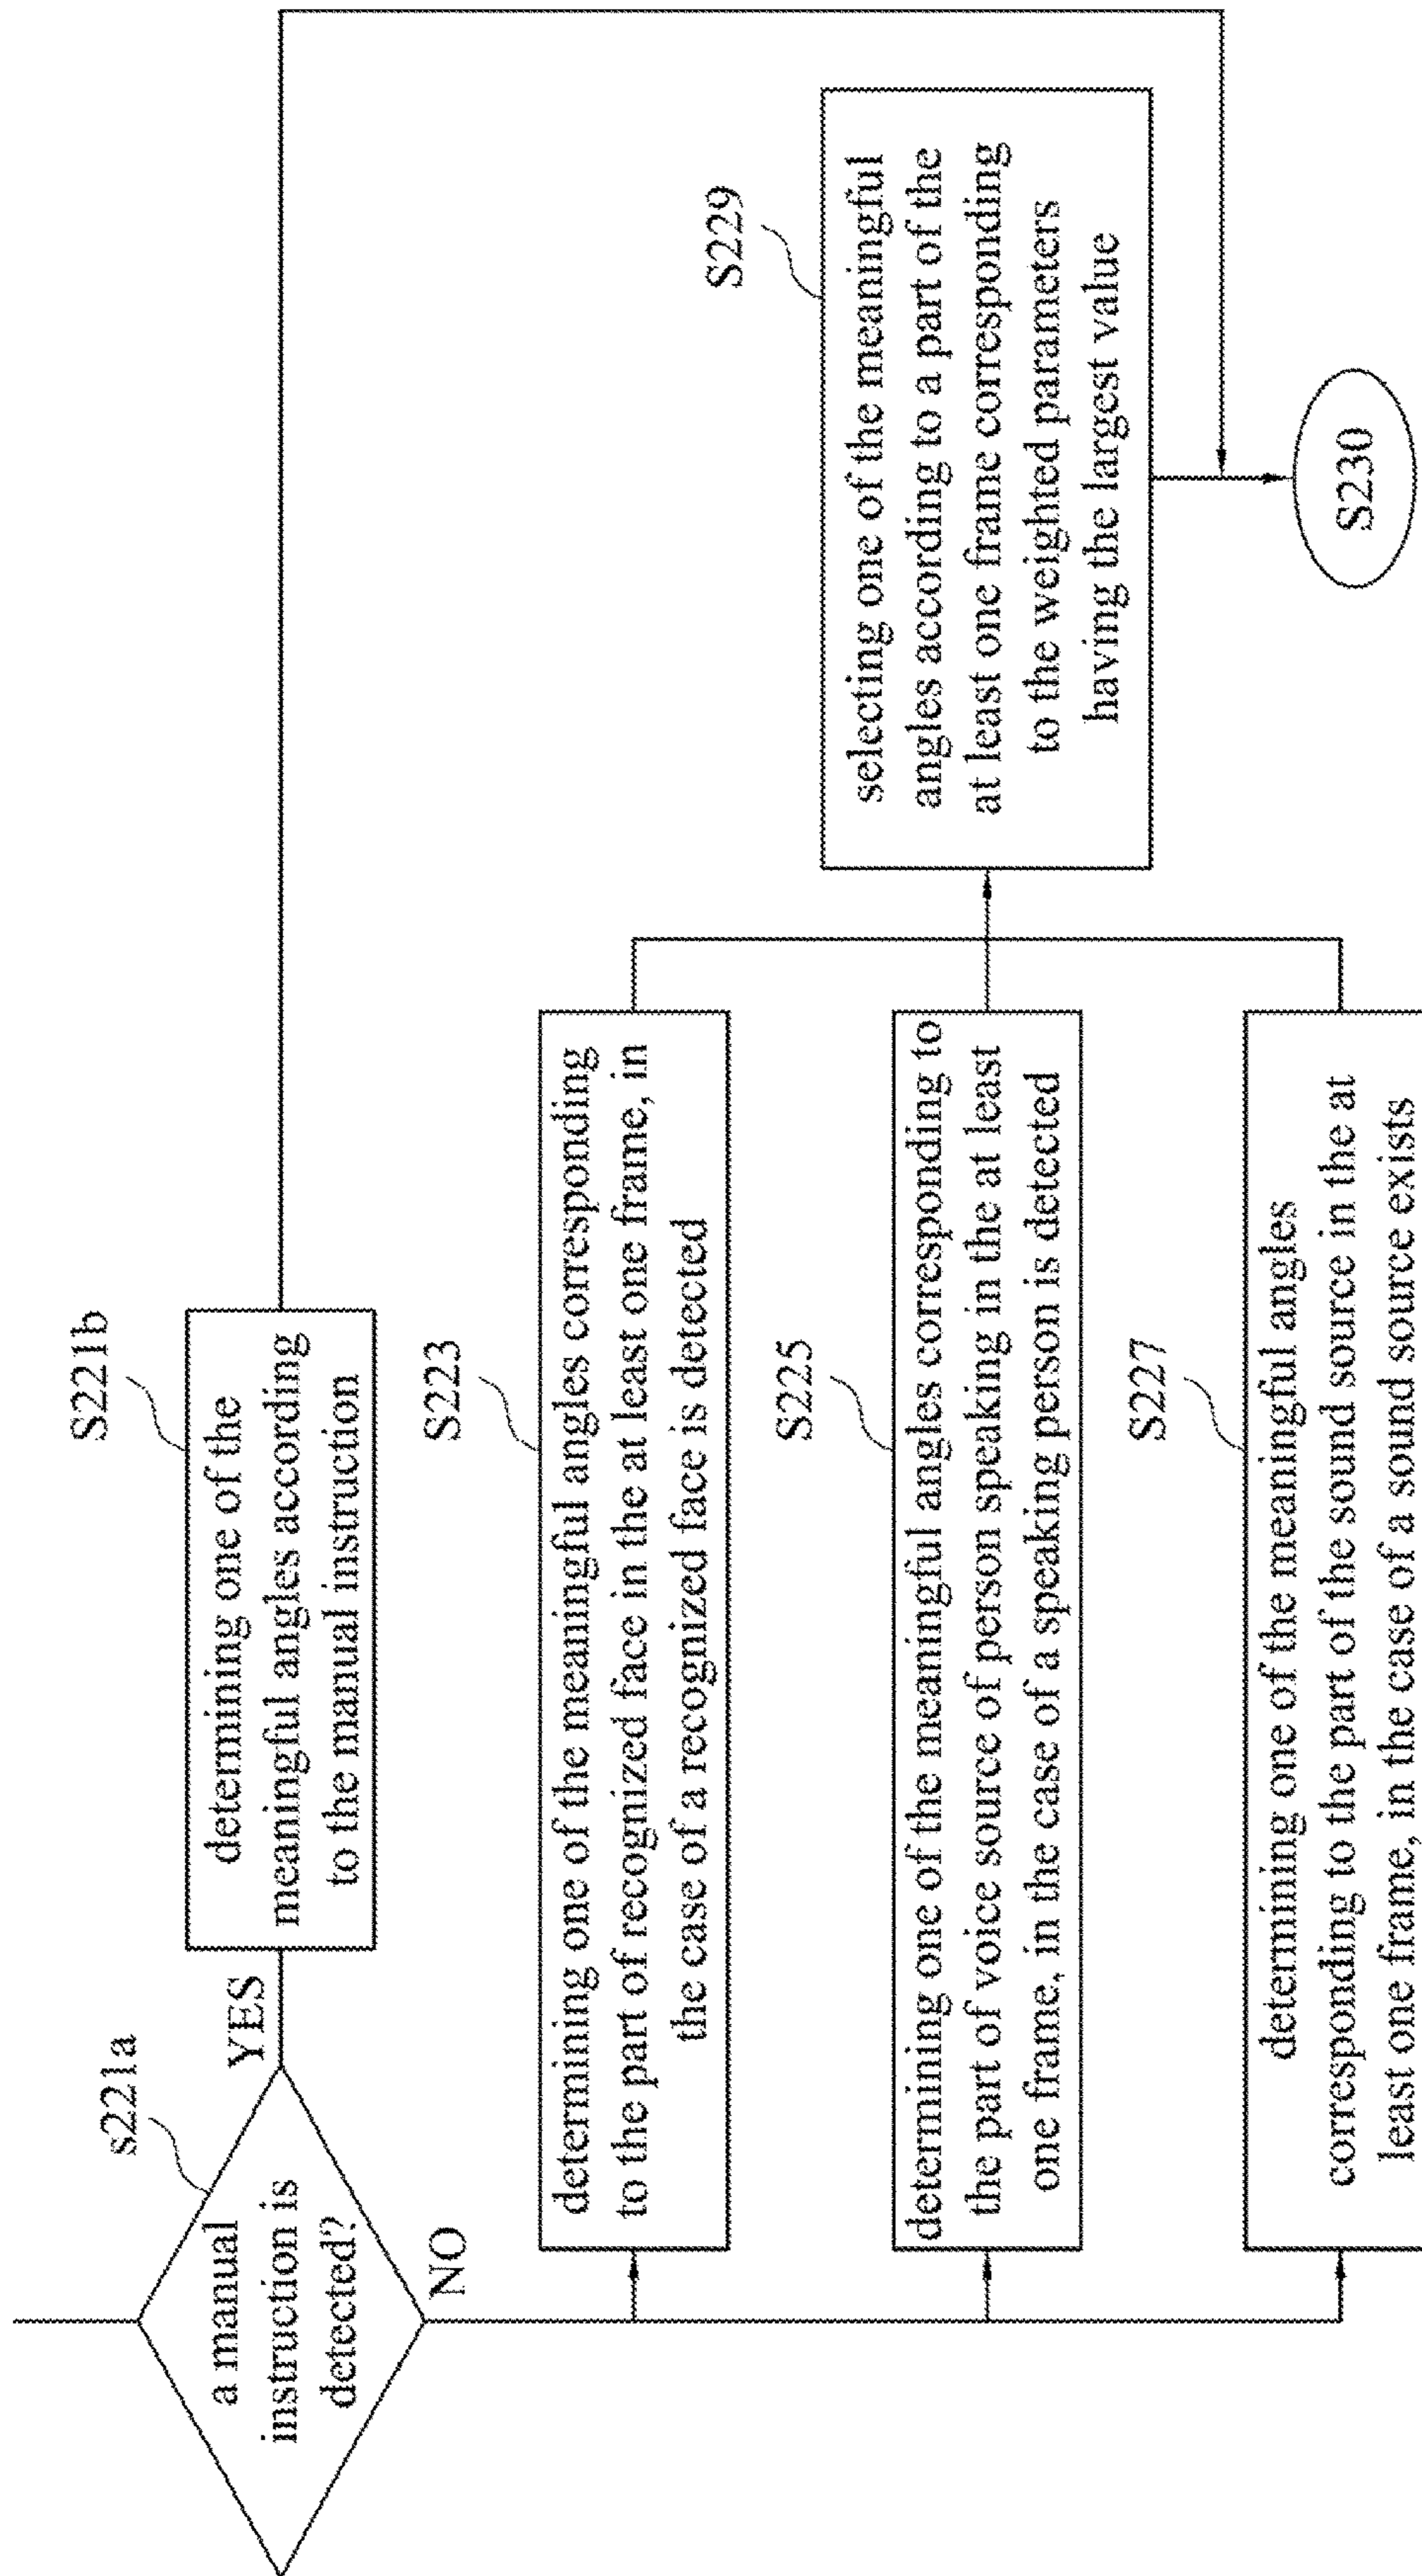 s221a
a manual
instruction is
detected?
YES
NO
S221b
determining one of the
meaningful angles according
to the manual instruction
S223
determining one of the meaningful angles corresponding
to the part of recognized face in the at least one frame, in
the case of a recognized face is detected
S225
determining one of the meaningful angles corresponding to
the part of voice source of person speaking in the at least
one frame, in the case of a speaking person is detected
S227
determining one of the meaningful angles
corresponding to the part of the sound source in the at
least one frame, in the case of a sound source exists
S229
selecting one of the meaningful
angles according to a part of the
at least one frame corresponding
to the weighted parameters
having the largest value
S230